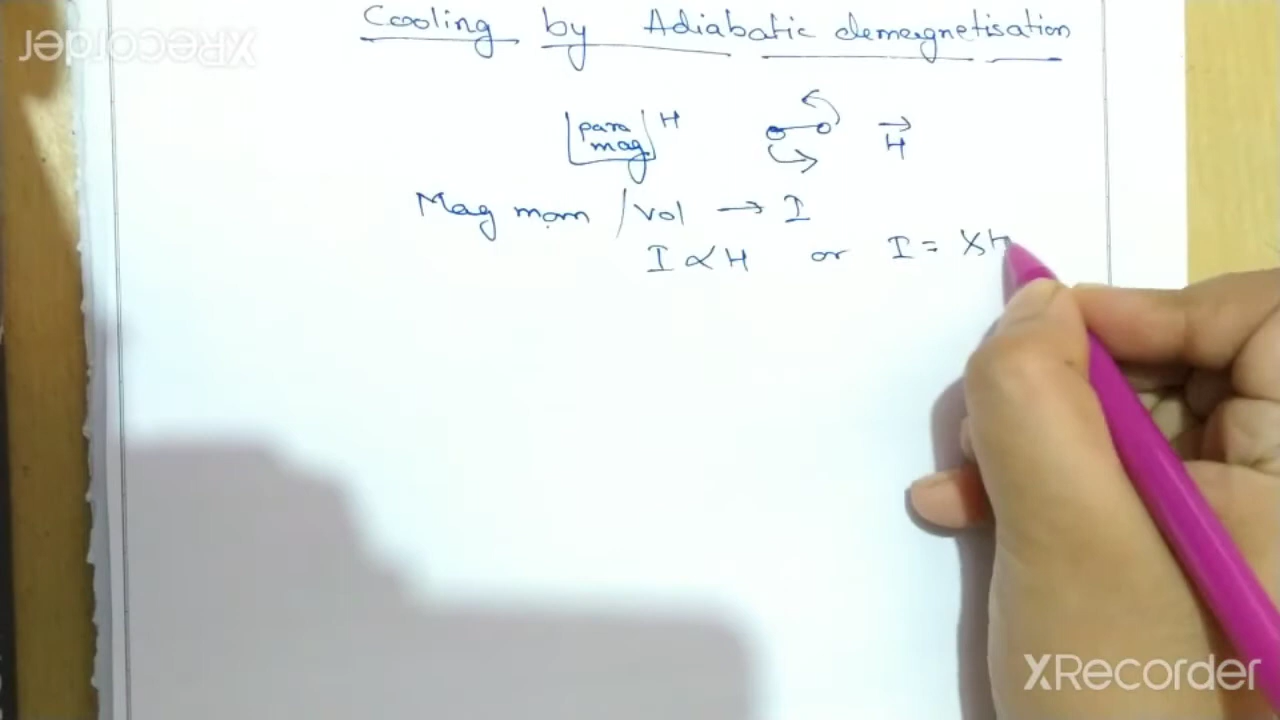 XRecorder
Cooling by Adiabatic demagnetisation
para mag. H
H
Mag mom / vol → I
I ∝ H or I = χH
XRecorder